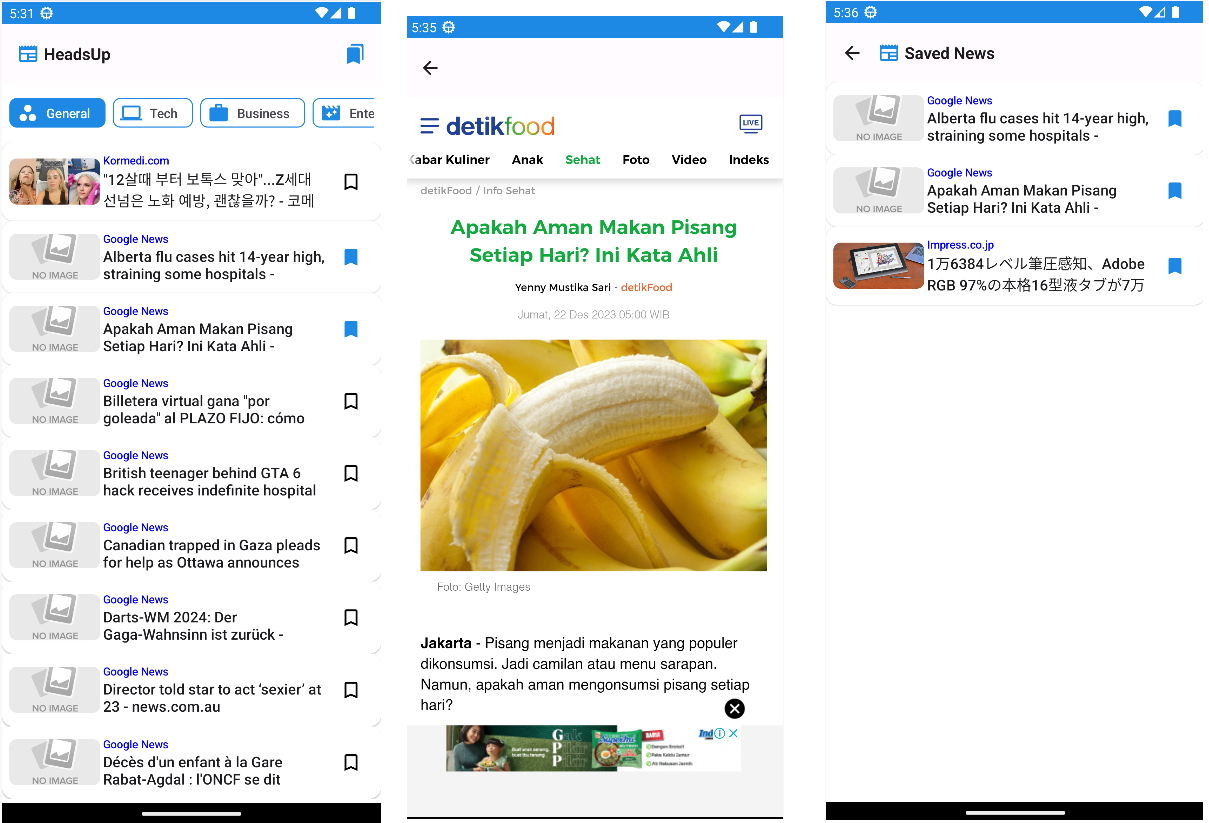 5:31
HeadsUp
General
Tech
Business
Ente
Kormedi.com
"12살때 부터 보톡스 맞아"...Z세대
선넘은 노화 예방, 괜찮을까? - 코메
NO IMAGE
Google News
Alberta flu cases hit 14-year high,
straining some hospitals -
NO IMAGE
Google News
Apakah Aman Makan Pisang
Setiap Hari? Ini Kata Ahli -
NO IMAGE
Google News
Billetera virtual gana "por
goleada" al PLAZO FIJO: cómo
NO IMAGE
Google News
British teenager behind GTA 6
hack receives indefinite hospital
NO IMAGE
Google News
Canadian trapped in Gaza pleads
for help as Ottawa announces
NO IMAGE
Google News
Darts-WM 2024: Der
Gaga-Wahnsinn ist zurück -
NO IMAGE
Google News
Director told star to act ‘sexier’ at
23 - news.com.au
NO IMAGE
Google News
Décès d'un enfant à la Gare
Rabat-Agdal : l'ONCF se dit
NO IMAGE
5:35
detikfood
LIVE
Kabar Kuliner Anak Sehat Foto Video Indeks
detikFood / Info Sehat
Apakah Aman Makan Pisang
Setiap Hari? Ini Kata Ahli
Yenny Mustika Sari - detikFood
Jumat, 22 Des 2023 05:00 WIB
Foto: Getty Images
Jakarta - Pisang menjadi makanan yang populer
dikonsumsi. Jadi camilan atau menu sarapan.
Namun, apakah aman mengonsumsi pisang setiap
hari?
5:36
Saved News
NO IMAGE
Google News
Alberta flu cases hit 14-year high,
straining some hospitals -
NO IMAGE
Google News
Apakah Aman Makan Pisang
Setiap Hari? Ini Kata Ahli -
Impress.co.jp
1万6384レベル筆圧感知、Adobe
RGB 97%の本格16型液タブが7万